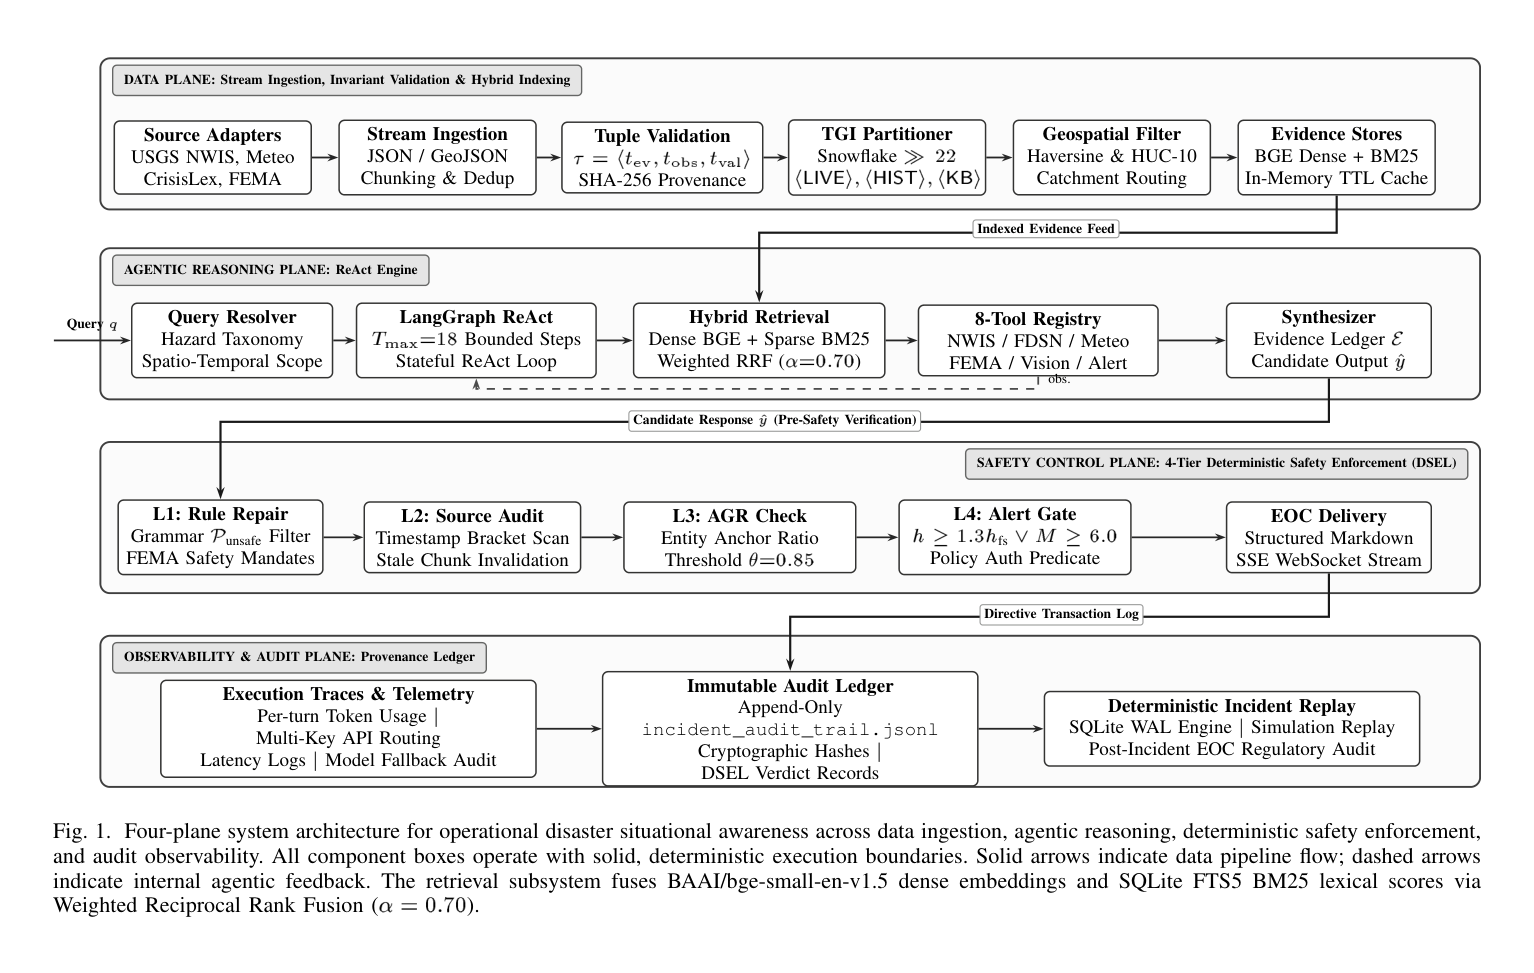 DATA PLANE: Stream Ingestion, Invariant Validation & Hybrid Indexing
Source Adapters
USGS NWIS, Meteo
CrisisLex, FEMA
Stream Ingestion
JSON / GeoJSON
Chunking & Dedup
Tuple Validation
τ = ⟨t_ev, t_obs, t_val⟩
SHA-256 Provenance
TGI Partitioner
Snowflake ≫ 22
⟨LIVE⟩, ⟨HIST⟩, ⟨KB⟩
Geospatial Filter
Haversine & HUC-10
Catchment Routing
Evidence Stores
BGE Dense + BM25
In-Memory TTL Cache
Indexed Evidence Feed
AGENTIC REASONING PLANE: ReAct Engine
Query q
Query Resolver
Hazard Taxonomy
Spatio-Temporal Scope
LangGraph ReAct
T_max=18 Bounded Steps
Stateful ReAct Loop
Hybrid Retrieval
Dense BGE + Sparse BM25
Weighted RRF (α=0.70)
8-Tool Registry
NWIS / FDSN / Meteo
FEMA / Vision / Alert
obs.
Synthesizer
Evidence Ledger ℰ
Candidate Output ŷ
Candidate Response ŷ (Pre-Safety Verification)
SAFETY CONTROL PLANE: 4-Tier Deterministic Safety Enforcement (DSEL)
L1: Rule Repair
Grammar 𝒫_unsafe Filter
FEMA Safety Mandates
L2: Source Audit
Timestamp Bracket Scan
Stale Chunk Invalidation
L3: AGR Check
Entity Anchor Ratio
Threshold θ=0.85
L4: Alert Gate
h ≥ 1.3h_fs ∨ M ≥ 6.0
Policy Auth Predicate
EOC Delivery
Structured Markdown
SSE WebSocket Stream
Directive Transaction Log
OBSERVABILITY & AUDIT PLANE: Provenance Ledger
Execution Traces & Telemetry
Per-turn Token Usage |
Multi-Key API Routing
Latency Logs | Model Fallback Audit
Immutable Audit Ledger
Append-Only
incident_audit_trail.jsonl
Cryptographic Hashes |
DSEL Verdict Records
Deterministic Incident Replay
SQLite WAL Engine | Simulation Replay
Post-Incident EOC Regulatory Audit
Fig. 1. Four-plane system architecture for operational disaster situational awareness across data ingestion, agentic reasoning, deterministic safety enforcement,
and audit observability. All component boxes operate with solid, deterministic execution boundaries. Solid arrows indicate data pipeline flow; dashed arrows
indicate internal agentic feedback. The retrieval subsystem fuses BAAI/bge-small-en-v1.5 dense embeddings and SQLite FTS5 BM25 lexical scores via
Weighted Reciprocal Rank Fusion (α = 0.70).